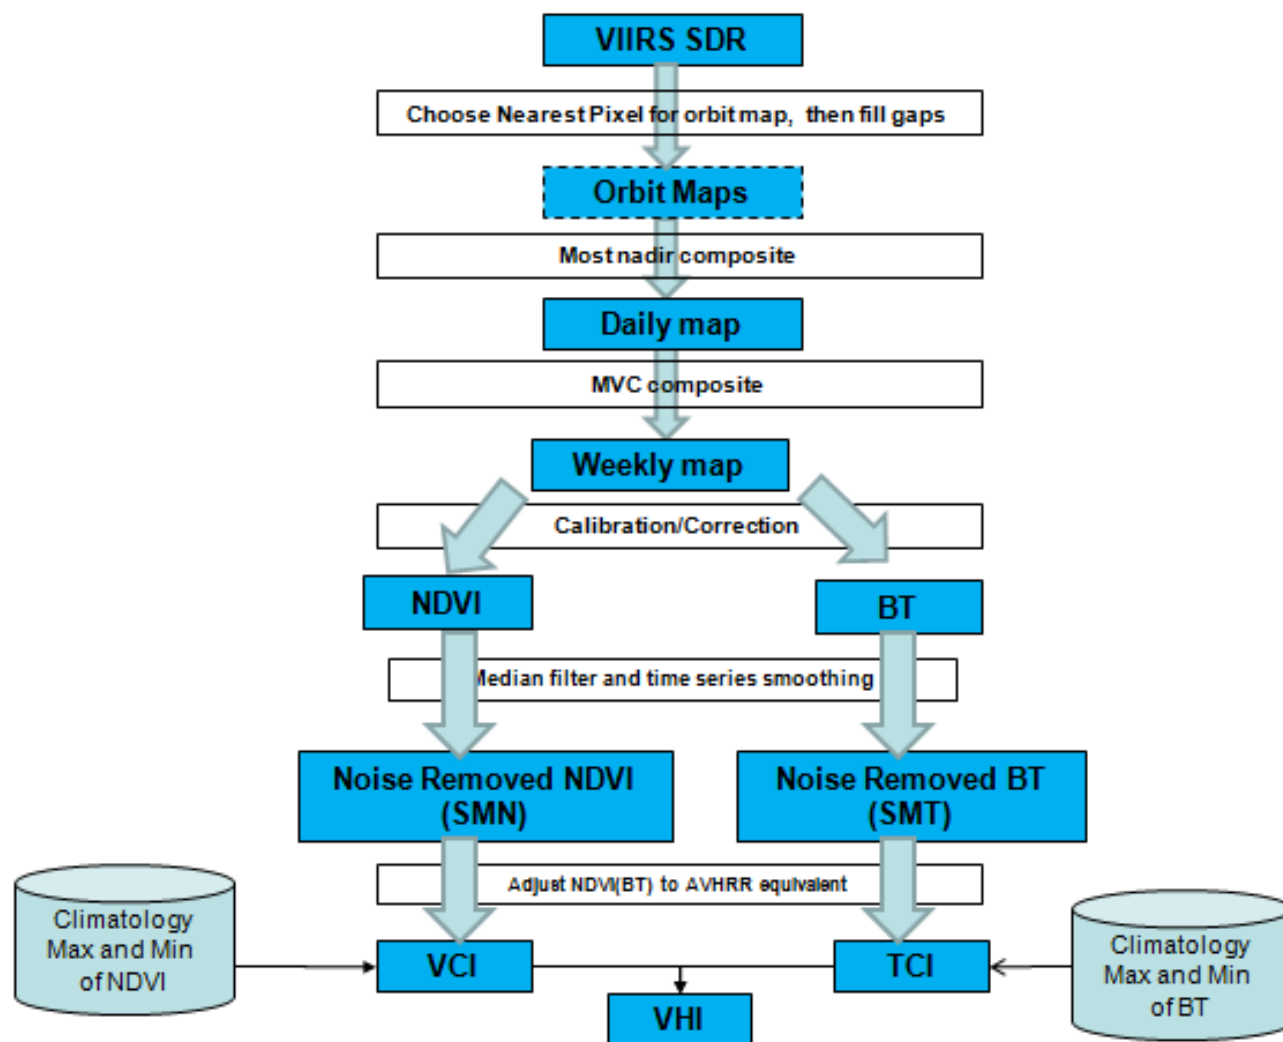 VIIRS SDR
Choose Nearest Pixel for orbit map, then fill gaps
Orbit Maps
Most nadir composite
Daily map
MVC composite
Weekly map
Calibration/Correction
NDVI
BT
Median filter and time series smoothing
Noise Removed NDVI
(SMN)
Noise Removed BT
(SMT)
Adjust NDVI(BT) to AVHRR equivalent
Climatology
Max and Min
of NDVI
VCI
TCI
Climatology
Max and Min
of BT
VHI